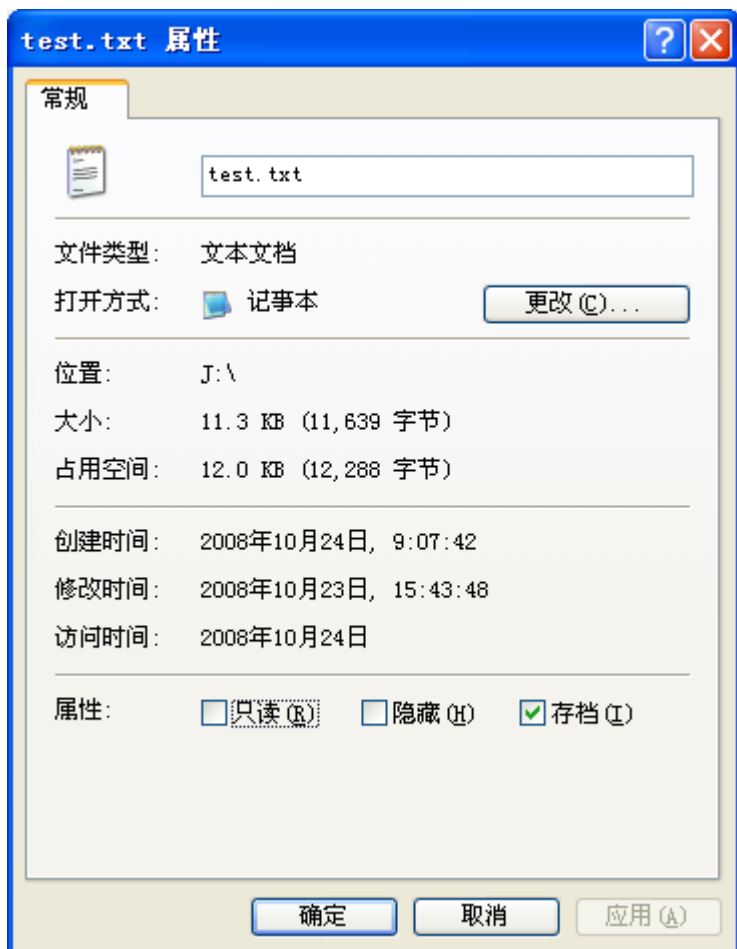 test.txt 属性
常规
test.txt
文件类型: 文本文档
打开方式: 记事本 更改(C)...
位置: J:\
大小: 11.3 KB (11,639 字节)
占用空间: 12.0 KB (12,288 字节)
创建时间: 2008年10月24日, 9:07:42
修改时间: 2008年10月23日, 15:43:48
访问时间: 2008年10月24日
属性: 只读(R) 隐藏(H) 存档(I)
确定 取消 应用(A)